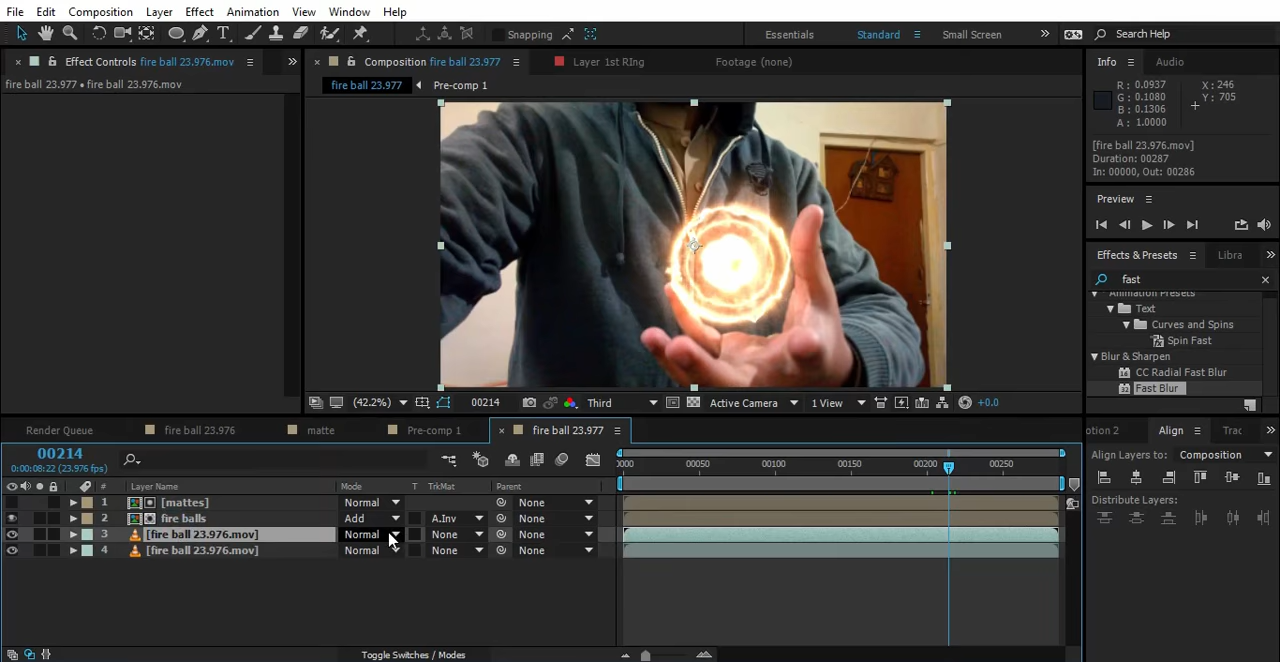 File Edit Composition Layer Effect Animation View Window Help
Snapping Essentials Standard Small Screen Search Help
Effect Controls fire ball 23.976.mov Composition fire ball 23.977 Layer 1st RIng Footage (none) Info Audio
fire ball 23.977 • fire ball 23.976.mov fire ball 23.977 Pre-comp 1
R: 0.0937 X: 246
G: 0.1080 Y: 705
B: 0.1306
A: 1.0000
[fire ball 23.976.mov]
Duration: 00287
In: 00000, Out: 00286
Preview
Effects & Presets Libra
fast
Animation Presets
Text
Curves and Spins
Spin Fast
Blur & Sharpen
CC Radial Fast Blur
Fast Blur
(42.2%) 00214 Third Active Camera 1 View +0.0
Render Queue fire ball 23.976 matte Pre-comp 1 fire ball 23.977 otion 2 Align Trac
00214
0:00:08:22 (23.976 fps)
Align Layers to: Composition
0000 00050 00100 00150 00200 00250
# Layer Name Mode T TrkMat Parent
1 [mattes] Normal None
2 fire balls Add A.Inv None
3 [fire ball 23.976.mov] Normal None None
4 [fire ball 23.976.mov] Normal None None
Distribute Layers:
Toggle Switches / Modes